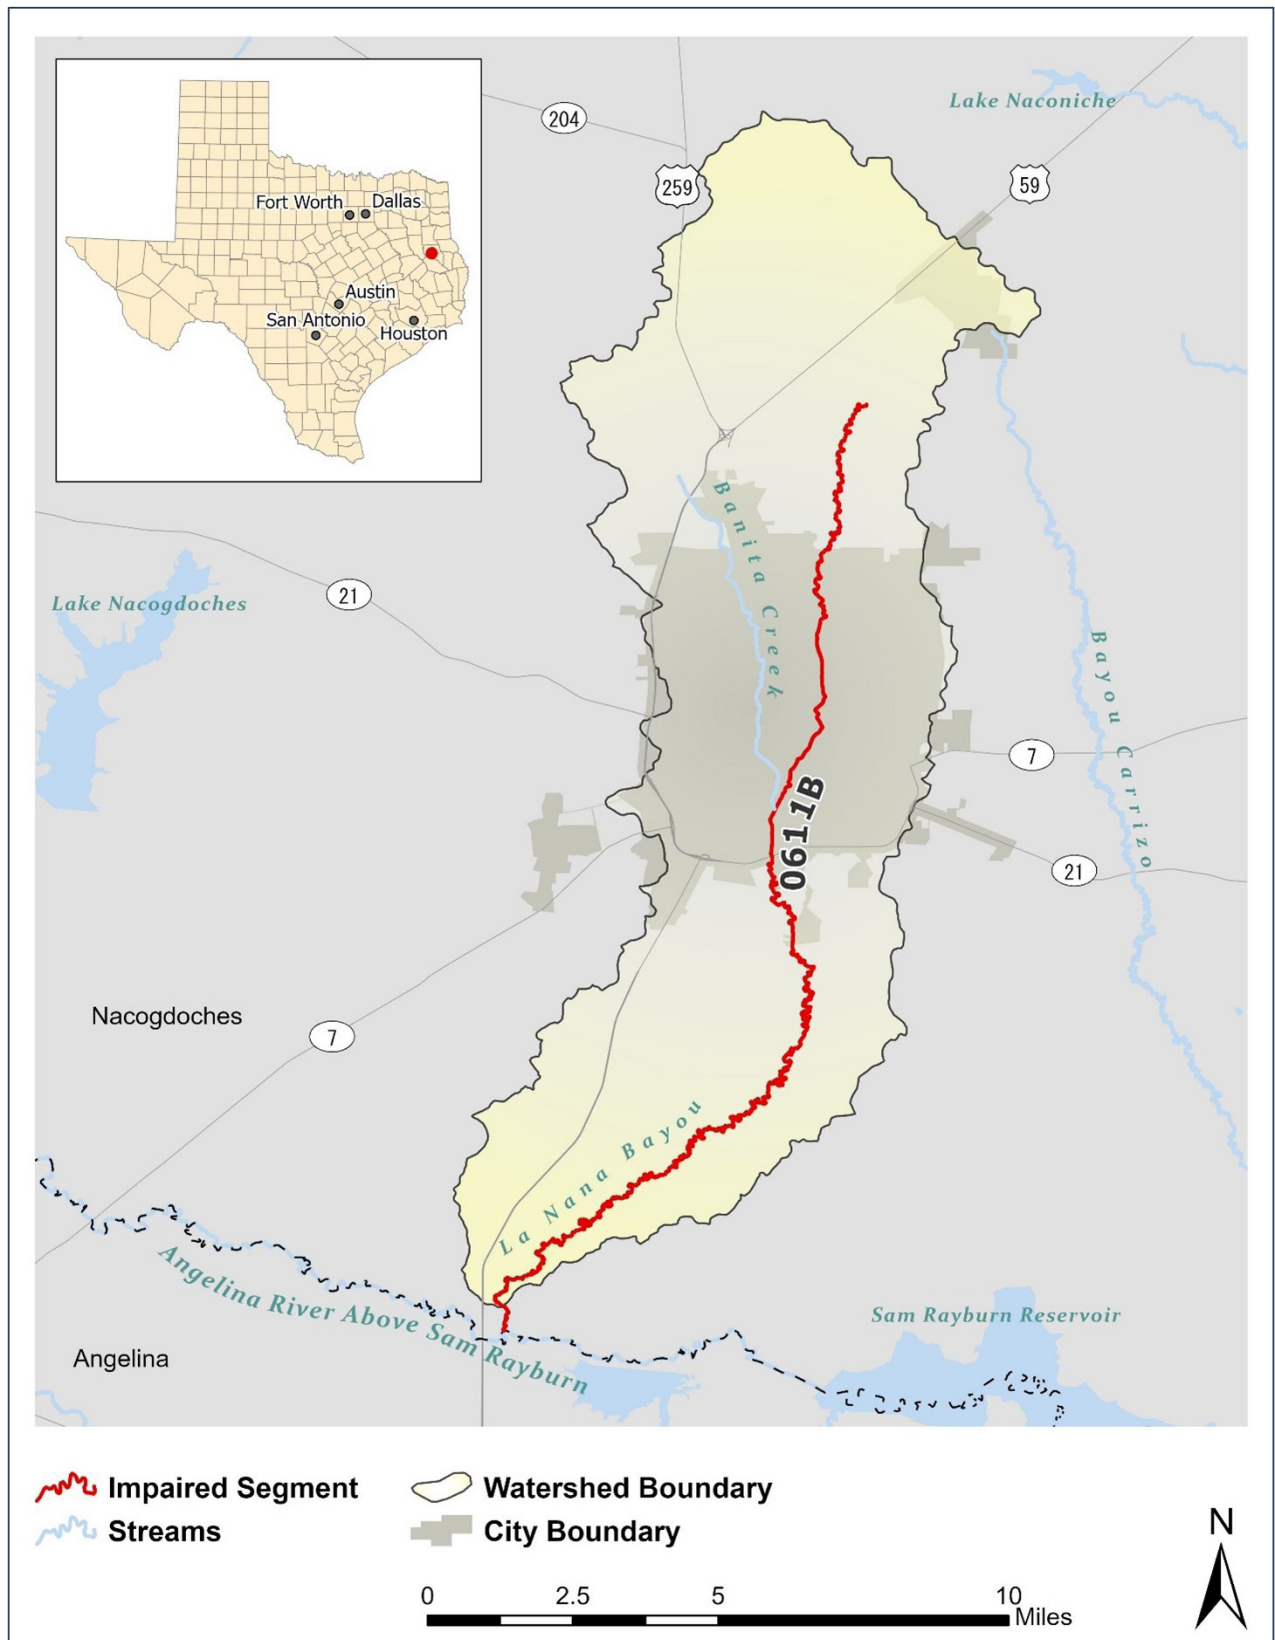 Lake Naconiche
204
259
59
Fort Worth
Dallas
Austin
San Antonio
Houston
Banita Creek
21
Lake Nacogdoches
Bayou Carrizo
7
0611B
21
Nacogdoches
7
La Nana Bayou
Angelina River Above Sam Rayburn
Sam Rayburn Reservoir
Angelina
Impaired Segment
Watershed Boundary
Streams
City Boundary
N
0 2.5 5 10
Miles